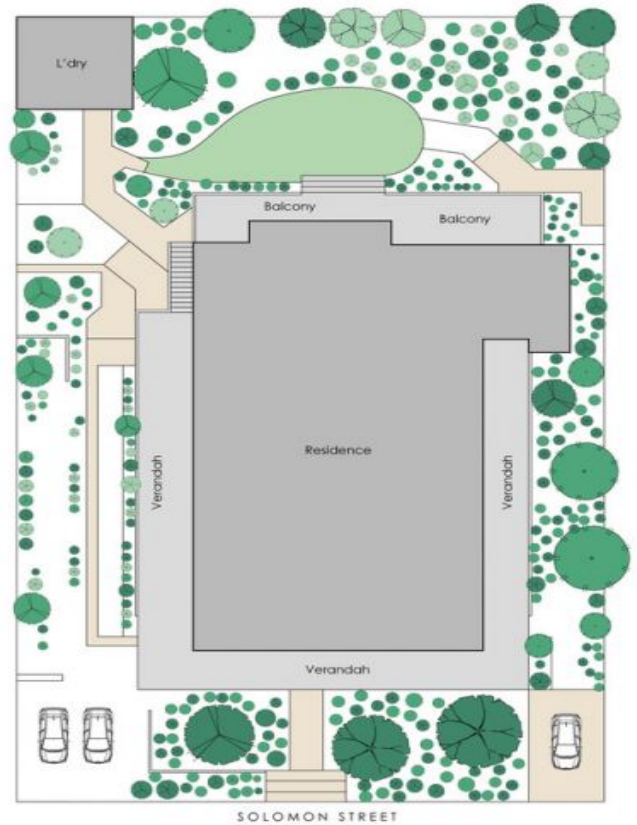 L'dry
Balcony
Balcony
Residence
Verandah
Verandah
Verandah
SOLOMON STREET